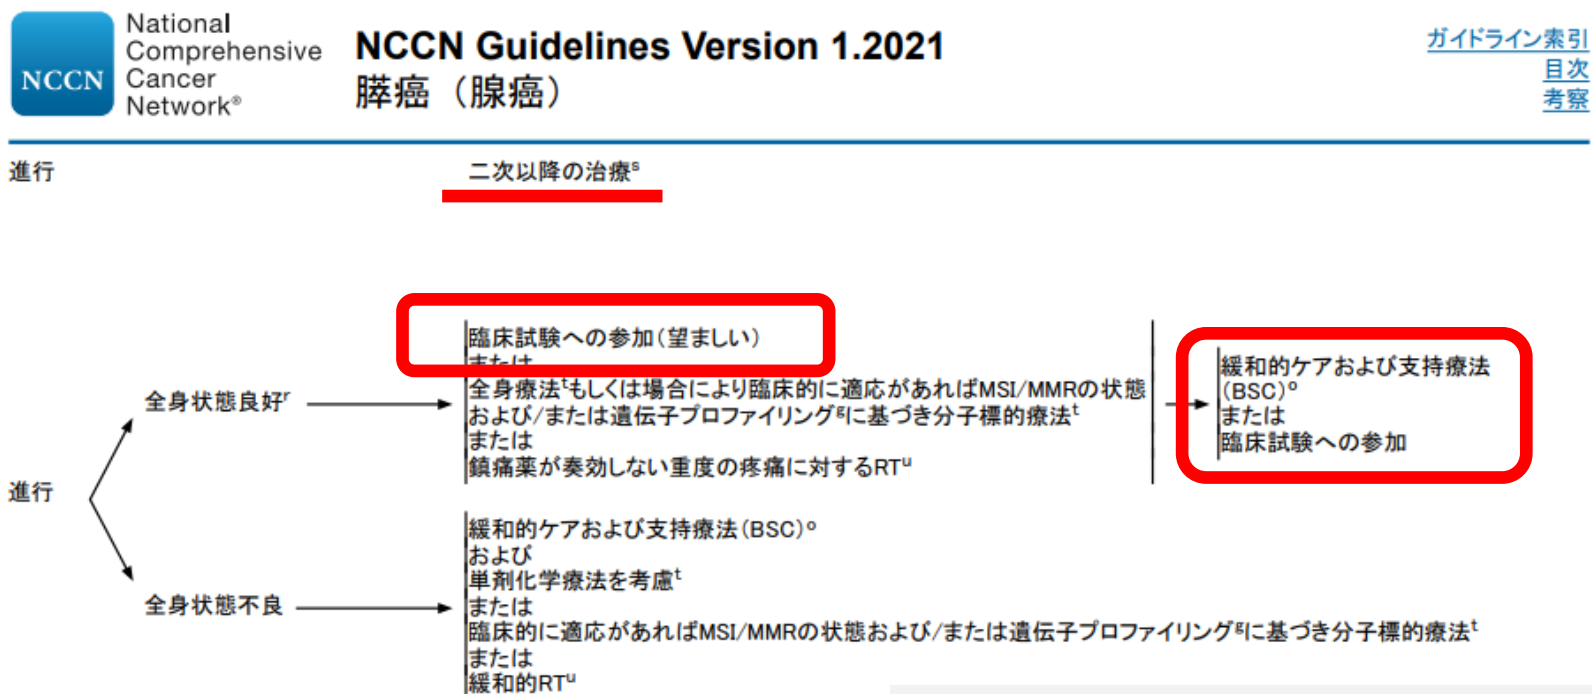 NCCN
National
Comprehensive
Cancer
Network®
NCCN Guidelines Version 1.2021
膵癌（腺癌）
ガイドライン索引
目次
考察
進行
二次以降の治療s
臨床試験への参加（望ましい）
または
全身状態良好r
全身療法tもしくは場合により臨床的に適応があればMSI/MMRの状態
および/または遺伝子プロファイリングgに基づき分子標的療法t
または
鎮痛薬が奏効しない重度の疼痛に対するRTu
緩和的ケアおよび支持療法
（BSC）o
または
臨床試験への参加
進行
全身状態不良
緩和的ケアおよび支持療法（BSC）o
および
単剤化学療法を考慮t
または
臨床的に適応があればMSI/MMRの状態および/または遺伝子プロファイリングgに基づき分子標的療法t
または
緩和的RTu